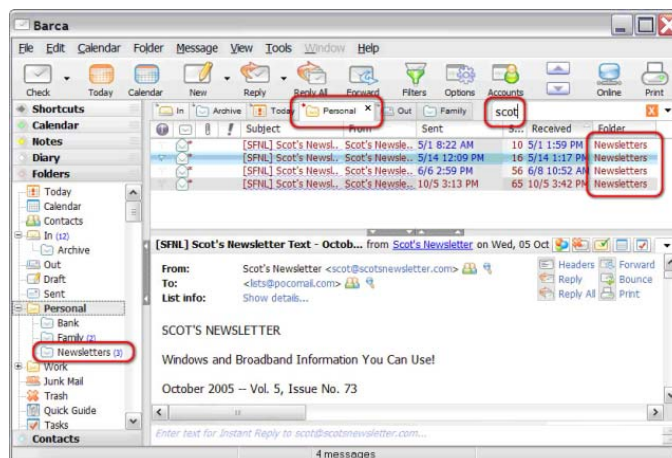 Barca
File Edit Calendar Folder Message View Tools Window Help
Check Today Calendar New Reply Reply All Forward Filters Options Accounts Online Print
Shortcuts
Calendar
Notes
Diary
Folders
Today
Calendar
Contacts
In (12)
Archive
Out
Draft
Sent
Personal
Bank
Family (2)
Newsletters (3)
Work
Junk Mail
Trash
Quick Guide
Tasks
Contacts
In Archive Today Personal Out Family scot
Subject From Sent S... Received Folder
[SFNL] Scot's Newsl... Scot's Newsle... 5/1 8:22 AM 10 5/1 1:59 PM Newsletters
[SFNL] Scot's Newsl... Scot's Newsle... 5/14 12:09 PM 16 5/14 1:17 PM Newsletters
[SFNL] Scot's Newsl... Scot's Newsle... 6/6 2:59 PM 56 6/8 10:52 AM Newsletters
[SFNL] Scot's Newsl... Scot's Newsle... 10/5 3:13 PM 65 10/5 3:42 PM Newsletters
[SFNL] Scot's Newsletter Text - Octob... from Scot's Newsletter on Wed, 05 Oct
From: Scot's Newsletter <scot@scotsnewsletter.com>
To: <lists@pocomail.com>
List info: Show details...
Headers Forward
Reply Bounce
Reply All Print
SCOT'S NEWSLETTER
Windows and Broadband Information You Can Use!
October 2005 -- Vol. 5, Issue No. 73
Enter text for Instant Reply to scot@scotsnewsletter.com...
4 messages